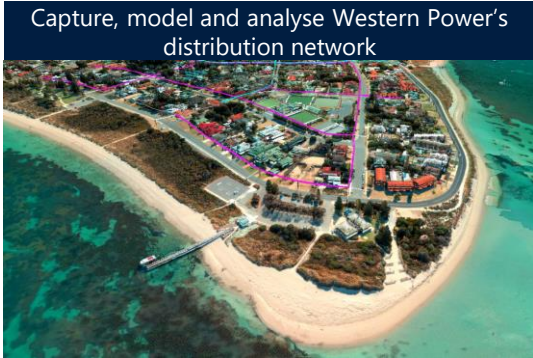 Capture, model and analyse Western Power’s
distribution network